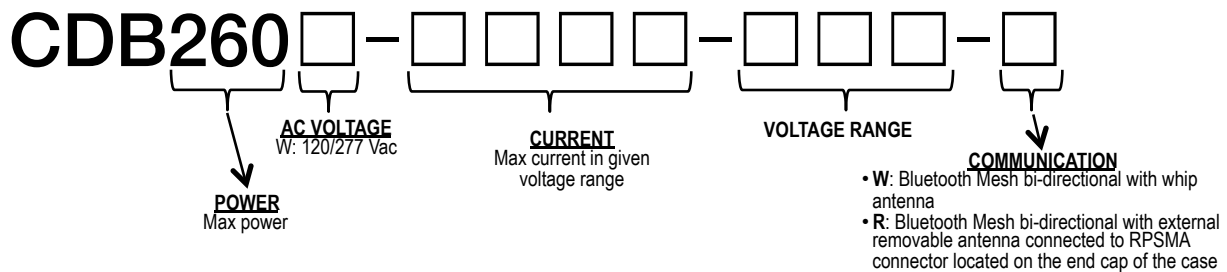 CDB260□ – □□□□ – □□□ – □
AC VOLTAGE
W: 120/277 Vac
CURRENT
Max current in given
voltage range
VOLTAGE RANGE
COMMUNICATION
• W: Bluetooth Mesh bi-directional with whip
antenna
• R: Bluetooth Mesh bi-directional with external
removable antenna connected to RPSMA
connector located on the end cap of the case
POWER
Max power